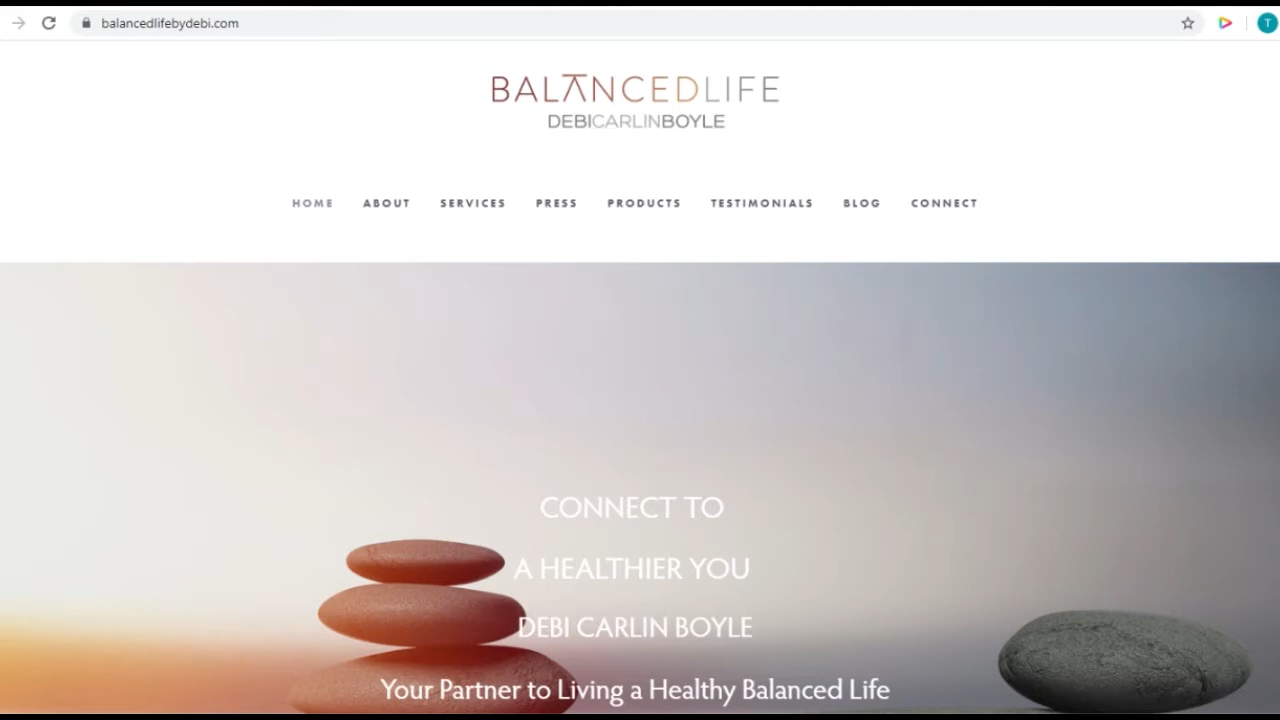 balancedlifebydebi.com
T
BALANCEDLIFE
DEBICARLINBOYLE
HOME ABOUT SERVICES PRESS PRODUCTS TESTIMONIALS BLOG CONNECT
CONNECT TO
A HEALTHIER YOU
DEBI CARLIN BOYLE
Your Partner to Living a Healthy Balanced Life